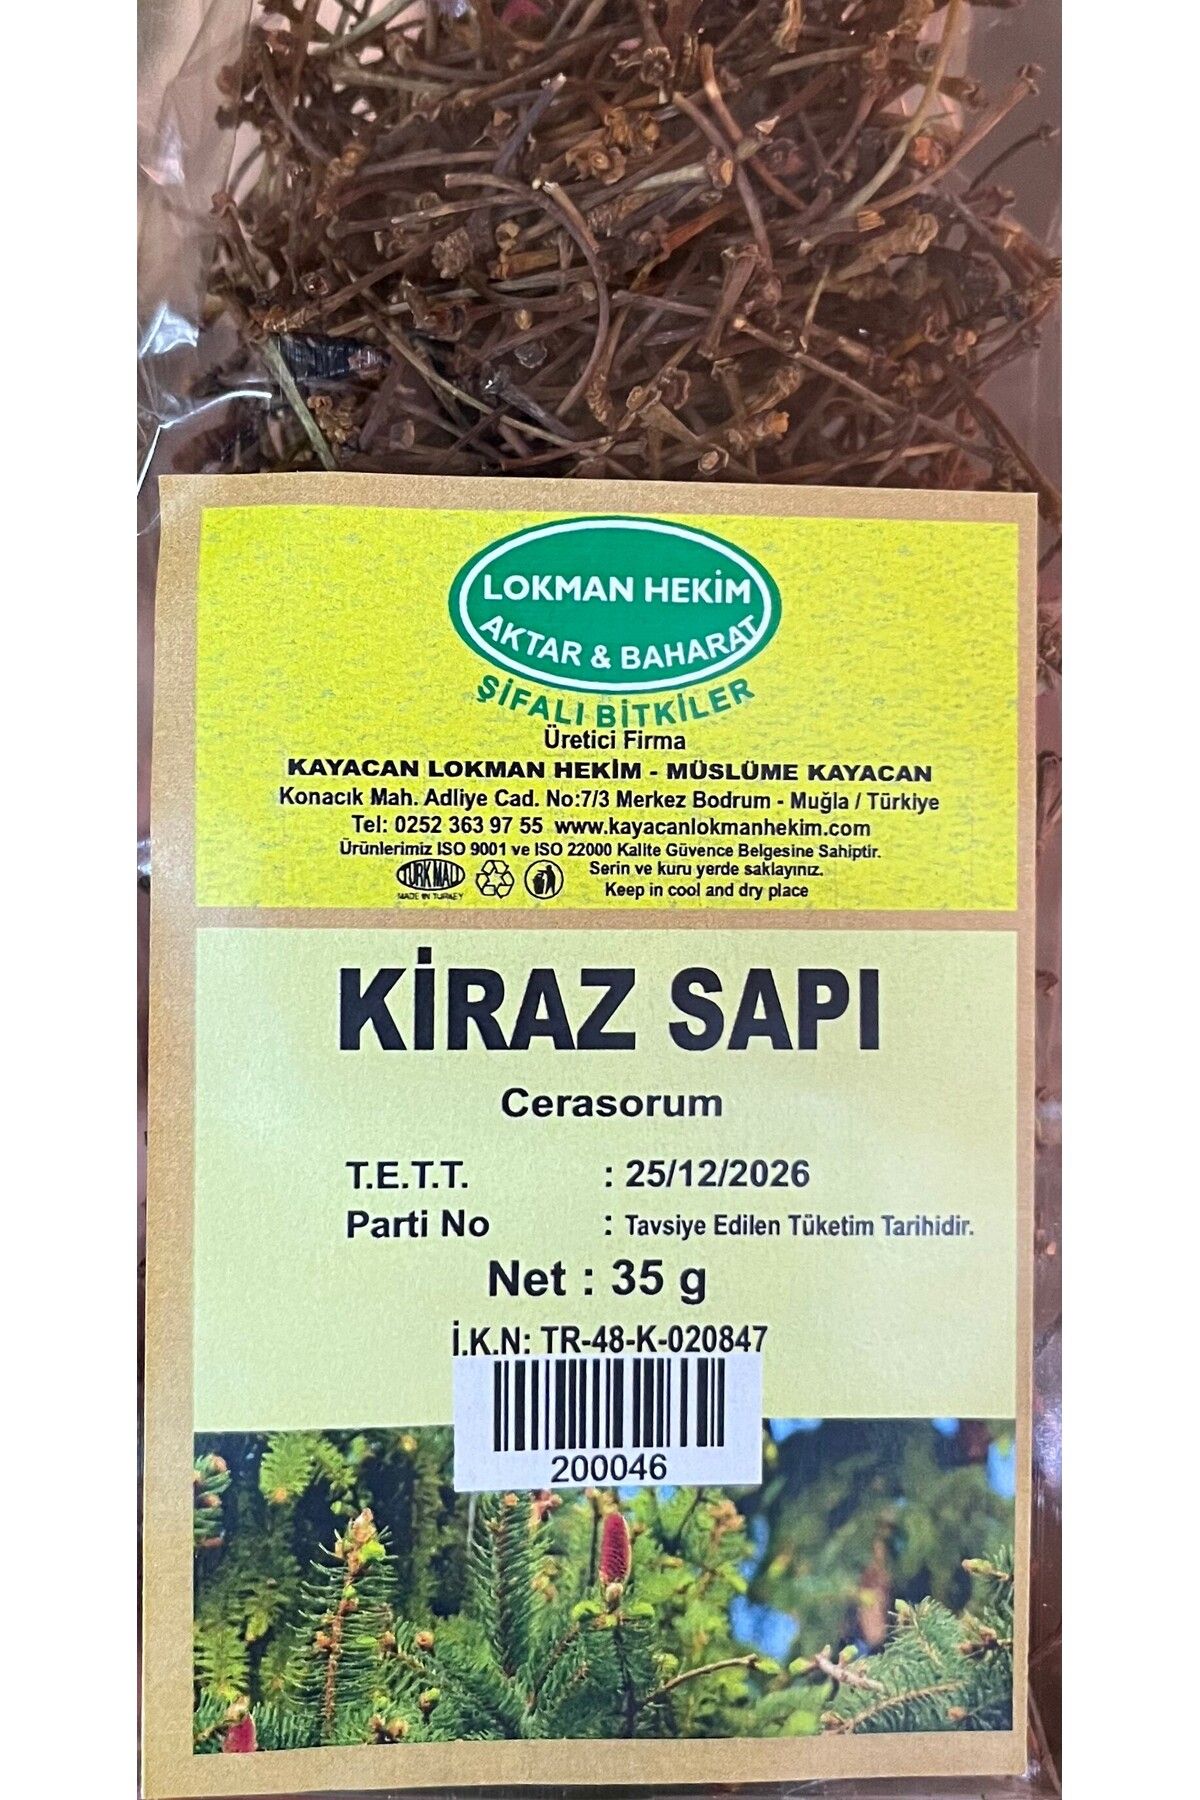 LOKMAN HEKİM
AKTAR & BAHARAT
ŞİFALI BİTKİLER
Üretici Firma
KAYACAN LOKMAN HEKİM - MÜSLÜME KAYACAN
Konacık Mah. Adliye Cad. No:7/3 Merkez Bodrum - Muğla / Türkiye
Tel: 0252 363 97 55 www.kayacanlokmanhekim.com
Ürünlerimiz ISO 9001 ve ISO 22000 Kalite Güvence Belgesine Sahiptir.
TURK MALI
MADE IN TURKEY
Serin ve kuru yerde saklayınız.
Keep in cool and dry place
KİRAZ SAPI
Cerasorum
T.E.T.T. : 25/12/2026
Parti No : Tavsiye Edilen Tüketim Tarihidir.
Net : 35 g
İ.K.N: TR-48-K-020847
200046